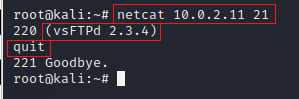 root@kali:~# netcat 10.0.2.11 21
220 (vsFTPd 2.3.4)
quit
221 Goodbye.
root@kali:~#